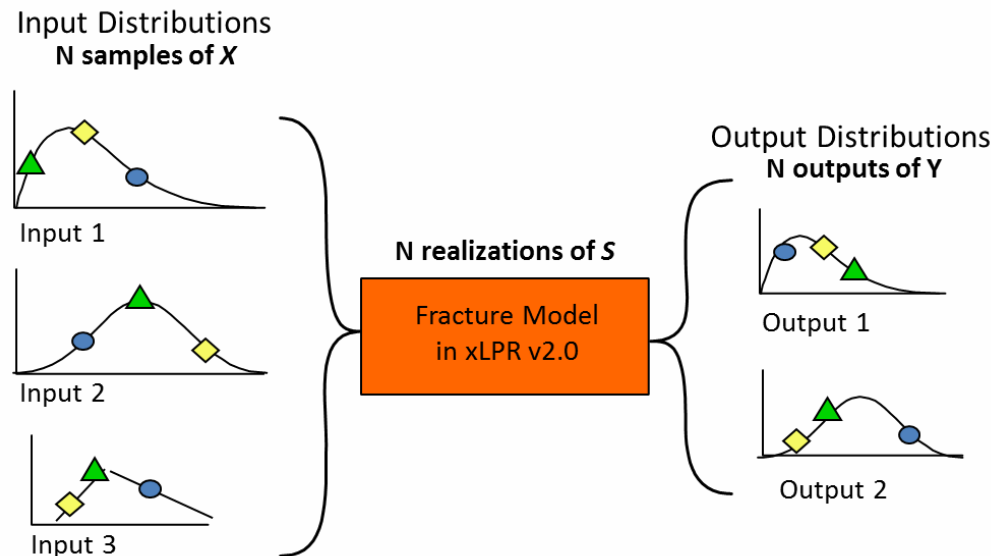 Input Distributions
N samples of X
Input 1
Input 2
Input 3
N realizations of S
Fracture Model
in xLPR v2.0
Output Distributions
N outputs of Y
Output 1
Output 2